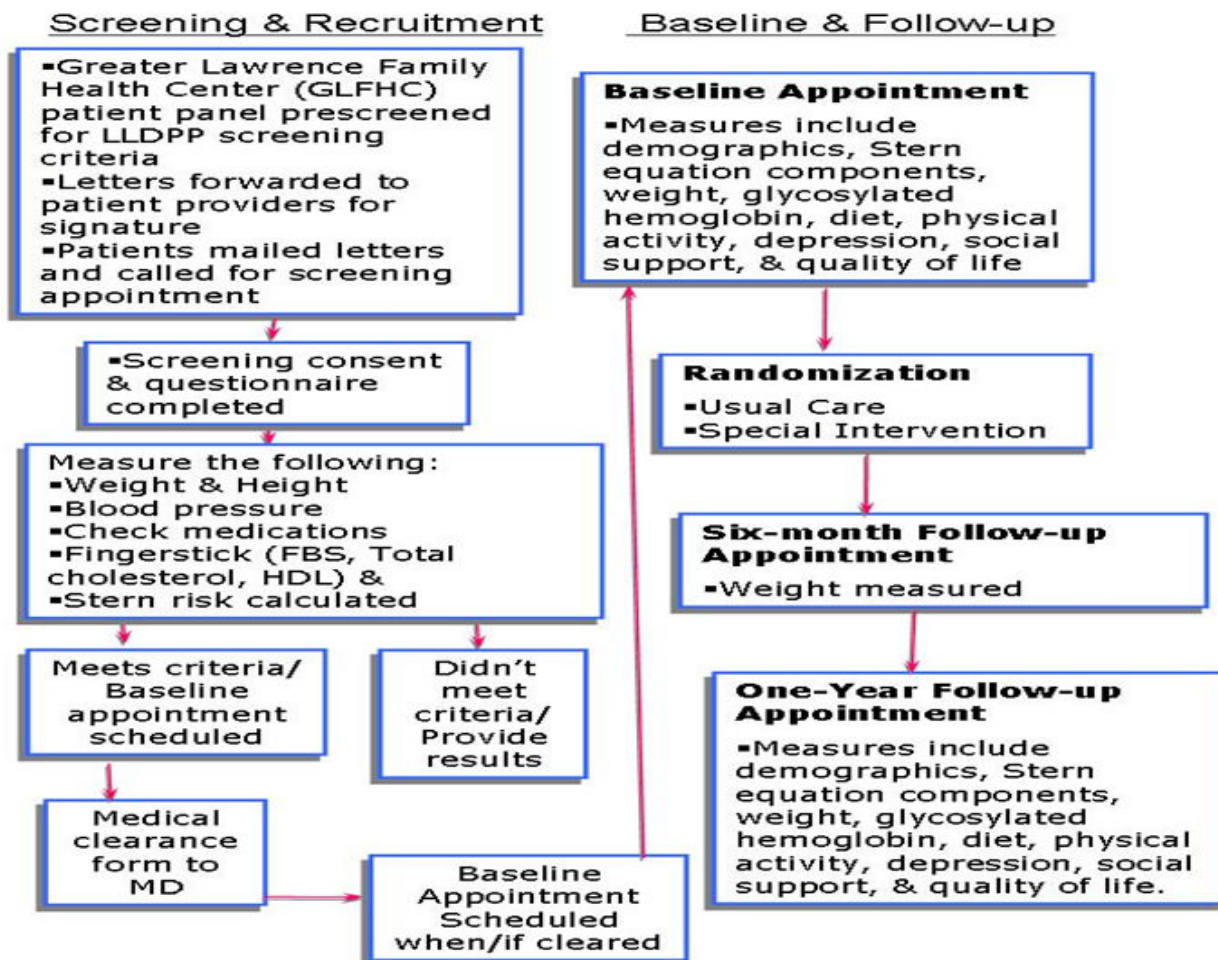 Screening & Recruitment
▪Greater Lawrence Family
Health Center (GLFHC)
patient panel prescreened
for LLDPP screening
criteria
▪Letters forwarded to
patient providers for
signature
▪Patients mailed letters
and called for screening
appointment
▪Screening consent
& questionnaire
completed
Measure the following:
▪Weight & Height
▪Blood pressure
▪Check medications
▪Fingerstick (FBS, Total
cholesterol, HDL) &
▪Stern risk calculated
Meets criteria/
Baseline
appointment
scheduled
Didn't
meet
criteria/
Provide
results
Medical
clearance
form to
MD
Baseline
Appointment
Scheduled
when/if cleared
Baseline & Follow-up
Baseline Appointment
▪Measures include
demographics, Stern
equation components,
weight, glycosylated
hemoglobin, diet, physical
activity, depression, social
support, & quality of life
Randomization
▪Usual Care
▪Special Intervention
Six-month Follow-up
Appointment
▪Weight measured
One-Year Follow-up
Appointment
▪Measures include
demographics, Stern
equation components,
weight, glycosylated
hemoglobin, diet, physical
activity, depression, social
support, & quality of life.